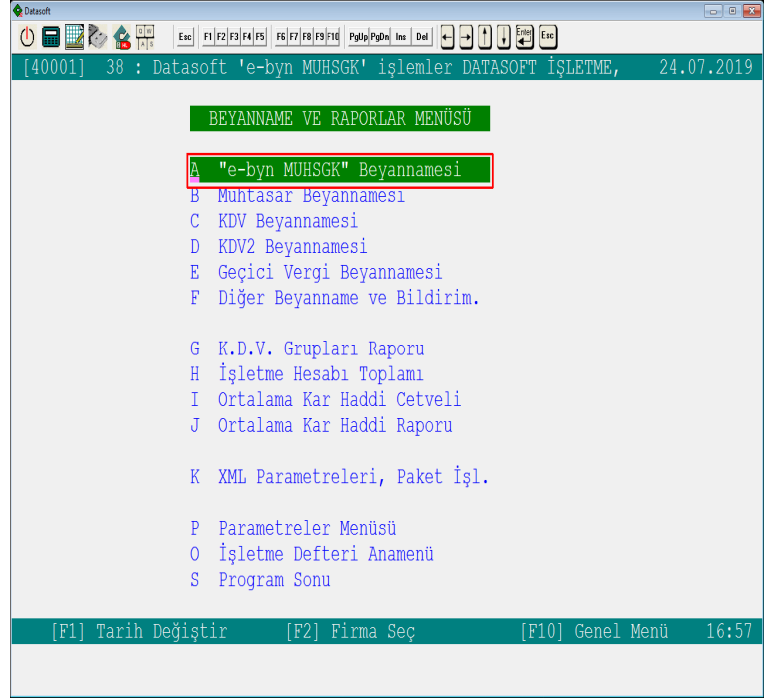 Datasoft
Q W A S Esc F1 F2 F3 F4 F5 F6 F7 F8 F9 F10 PgUp PgDn Ins Del Enter Esc
[40001] 38 : Datasoft 'e-byn MUHSGK' işlemler DATASOFT İŞLETME, 24.07.2019
BEYANNAME VE RAPORLAR MENÜSÜ
A "e-byn MUHSGK" Beyannamesi
B Muhtasar Beyannamesi
C KDV Beyannamesi
D KDV2 Beyannamesi
E Geçici Vergi Beyannamesi
F Diğer Beyanname ve Bildirim.
G K.D.V. Grupları Raporu
H İşletme Hesabı Toplamı
I Ortalama Kar Haddi Cetveli
J Ortalama Kar Haddi Raporu
K XML Parametreleri, Paket İşl.
P Parametreler Menüsü
O İşletme Defteri Anamenü
S Program Sonu
[F1] Tarih Değiştir [F2] Firma Seç [F10] Genel Menü 16:57